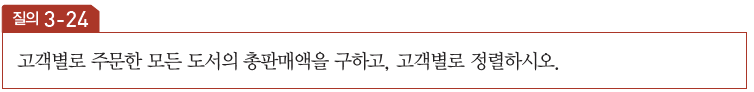 질의 3-24
고객별로 주문한 모든 도서의 총판매액을 구하고, 고객별로 정렬하시오.